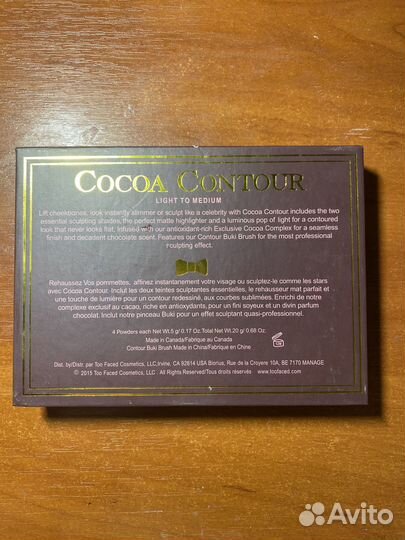 COCOA CONTOUR
LIGHT TO MEDIUM
Lift cheekbones, look instantly slimmer or sculpt like a celebrity with Cocoa Contour. includes the two
essential sculpting shades, the perfect matte highlighter and a luminous pop of light for a contoured
look that never looks flat. Infused with our antioxidant-rich Exclusive Cocoa Complex for a seamless
finish and decadent chocolate scent. Features our Contour Buki Brush for the most professional
sculpting effect.
Rehaussez Vos pommettes, affinez instantanément votre visage ou sculptez-le comme les stars
avec Cocoa Contour. Inclut les deux teintes sculptantes essentielles, le rehausseur mat parfait et
une touche de lumière pour un contour redessiné, aux courbes sublimées. Enrichi de notre
complexe exclusif au cacao, riche en antioxydants, pour un fini soyeux et un divin parfum
chocolat. Inclut notre pinceau Buki pour un sculpté quasi-professionnel.
4 Powders each Net Wt.5 g/ 0.17 Oz. Total Net Wt.20 g/ 0.68 Oz.
Made in Canada/Fabrique au Canada
Contour Buki Brush Made in China/Fabrique en Chine
12M
Dist. by/Distr. par Too Faced Cosmetics, LLC,Irvine, CA 92614 USA Biorius, Rue de la Croyere 10A, BE 7170 MANAGE
© 2015 Too Faced Cosmetics, LLC . All Rights Reserved/Tous droits réservés www.toofaced.com
Avito